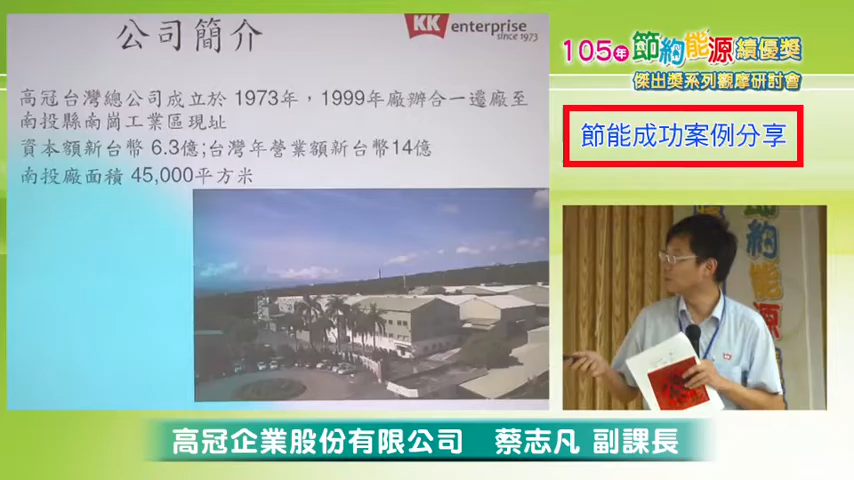 公司簡介
KK enterprise
since 1973
高冠台灣總公司成立於 1973年，1999年廠辦合一遷廠至
南投縣南崗工業區現址
資本額新台幣 6.3億;台灣年營業額新台幣14億
南投廠面積 45,000平方米
105年節約能源績優獎
傑出獎系列觀摩研討會
節能成功案例分享
節約能源
高冠企業股份有限公司 蔡志凡 副課長